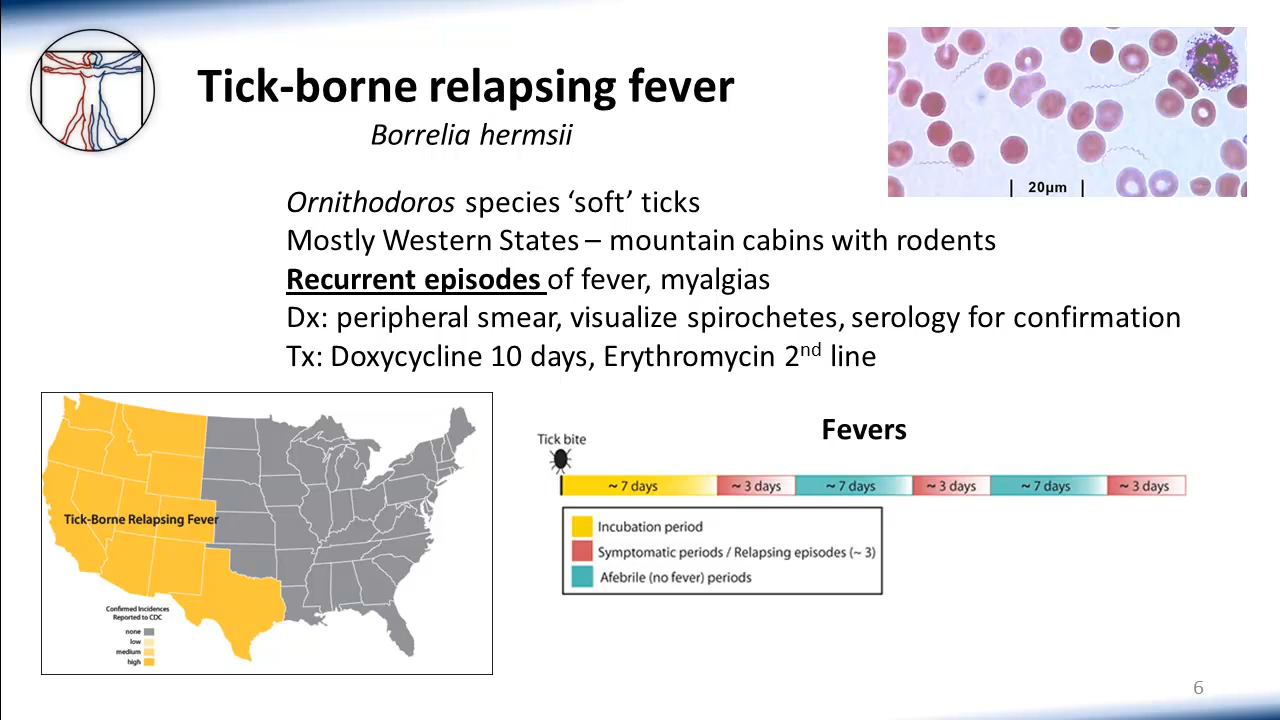 Tick-borne relapsing fever
Borrelia hermsii
20µm
Ornithodoros species ‘soft’ ticks
Mostly Western States – mountain cabins with rodents
Recurrent episodes of fever, myalgias
Dx: peripheral smear, visualize spirochetes, serology for confirmation
Tx: Doxycycline 10 days, Erythromycin 2nd line
Tick-Borne Relapsing Fever
Confirmed Incidences
Reported to CDC
none
low
medium
high
Fevers
Tick bite
~ 7 days ~ 3 days ~ 7 days ~ 3 days ~ 7 days ~ 3 days
Incubation period
Symptomatic periods / Relapsing episodes (~ 3)
Afebrile (no fever) periods
6